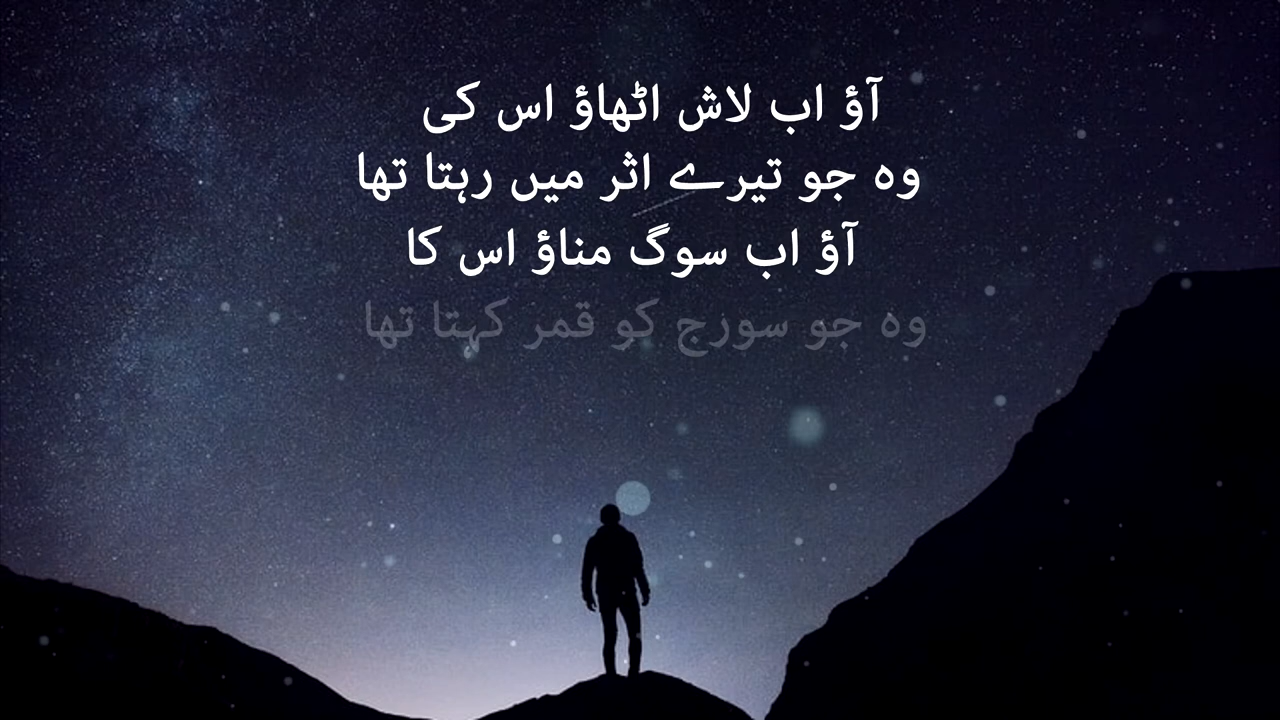 آؤ اب لاش اٹھاؤ اس کی
وہ جو تیرے اثر میں رہتا تھا
آؤ اب سوگ مناؤ اس کا
وہ جو سورج کو قمر کہتا تھا